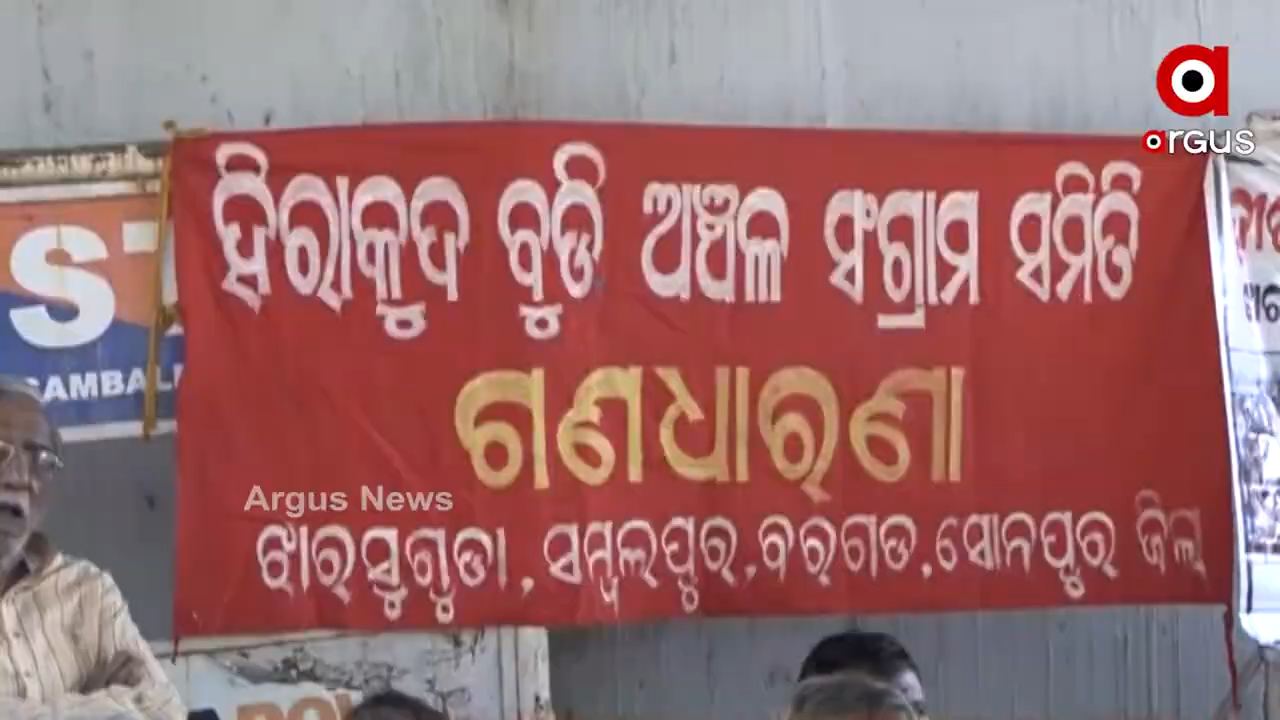 argus
ହିରାକୁଦ ବୁଡି ଅଞ୍ଚଳ ସଂଗ୍ରାମ ସମିତି
ଗଣଧାରଣା
Argus News
ଝାରସୁଗୁଡା, ସମ୍ବଲପୁର, ବରଗଡ, ସୋନପୁର ଜିଲ୍ଲା